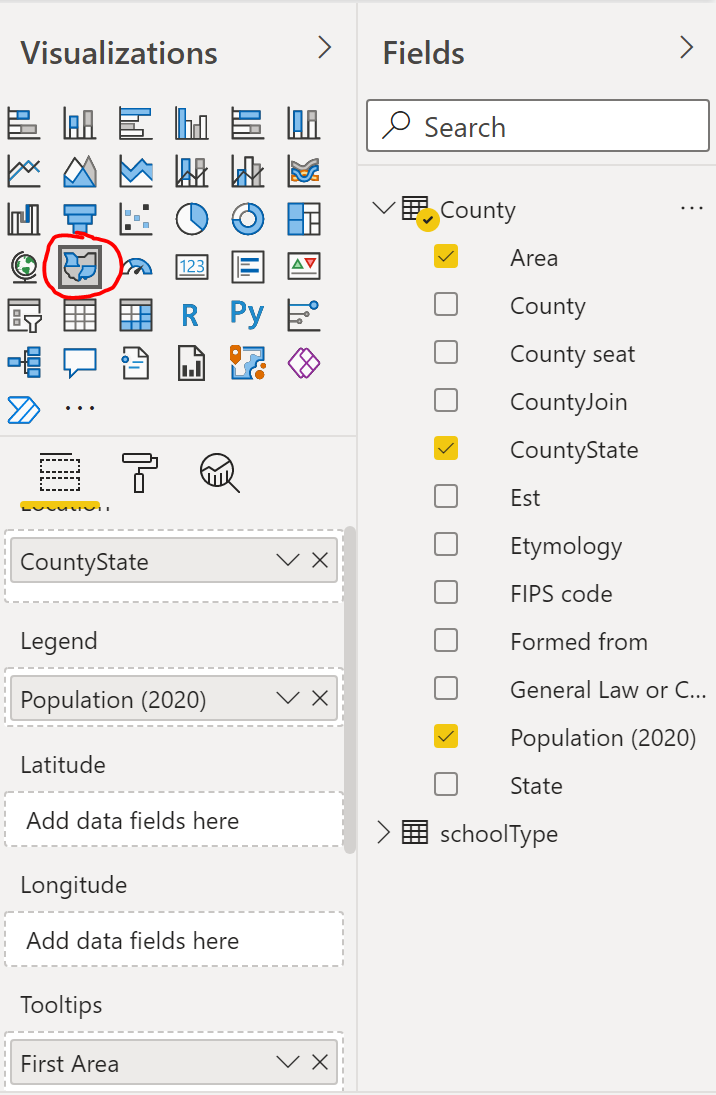 Visualizations
123
R
Py
Location
CountyState
Legend
Population (2020)
Latitude
Add data fields here
Longitude
Add data fields here
Tooltips
First Area
Fields
Search
County
Area
County
County seat
CountyJoin
CountyState
Est
Etymology
FIPS code
Formed from
General Law or C...
Population (2020)
State
schoolType